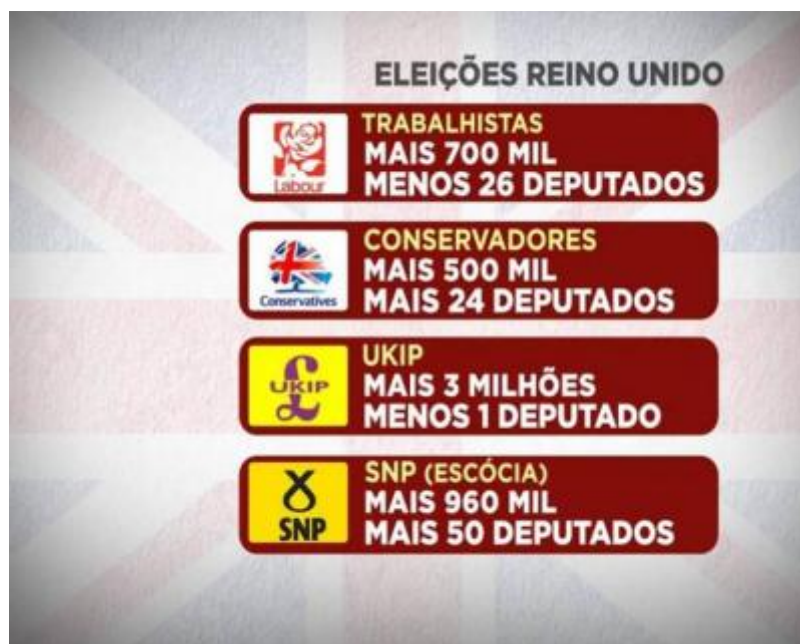 ELEIÇÕES REINO UNIDO
TRABALHISTAS
MAIS 700 MIL
MENOS 26 DEPUTADOS
Labour
CONSERVADORES
MAIS 500 MIL
MAIS 24 DEPUTADOS
Conservatives
UKIP
MAIS 3 MILHÕES
MENOS 1 DEPUTADO
UKIP
SNP (ESCÓCIA)
MAIS 960 MIL
MAIS 50 DEPUTADOS
SNP